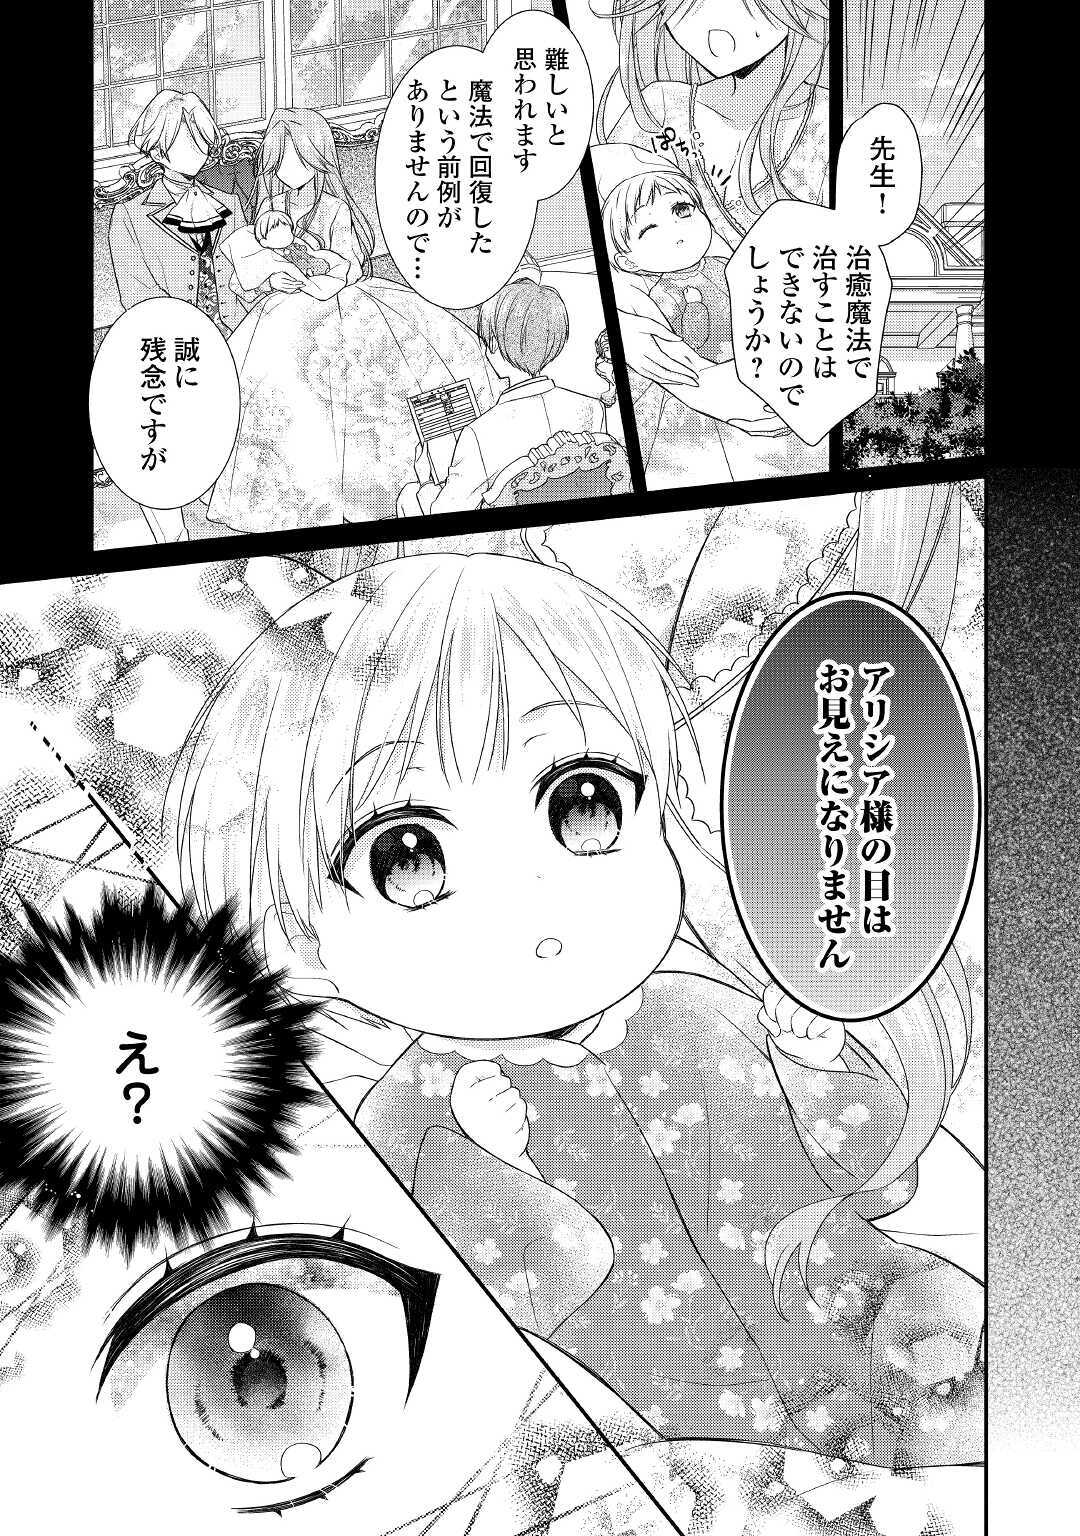 先生!
治癒魔法で
治すことは
できないので
しょうか?
ぱちっ…
難しいと
思われます
魔法で回復した
という前例が
ありませんので…
誠に
残念ですが
アリシア様の目は
お見えになりません
え?